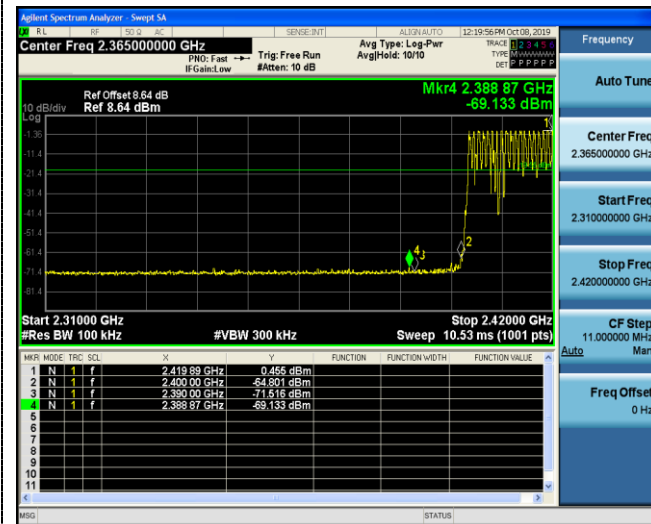 Agilent Spectrum Analyzer - Swept SA
RL RF 50 Ω AC SENSE:INT ALIGN AUTO 12:19:56 PM Oct 08, 2019
Center Freq 2.365000000 GHz
PNO: Fast
IFGain:Low
Trig: Free Run
#Atten: 10 dB
Avg Type: Log-Pwr
Avg|Hold: 10/10
TRACE 1 2 3 4 5 6
TYPE M
DET P P P P P P
Ref Offset 8.64 dB
10 dB/div Ref 8.64 dBm
Log
Mkr4 2.388 87 GHz
-69.133 dBm
-1.36
-11.4
-21.4
-31.4
-41.4
-51.4
-61.4
-71.4
-81.4
1
2
3
4
Start 2.31000 GHz Stop 2.42000 GHz
#Res BW 100 kHz #VBW 300 kHz Sweep 10.53 ms (1001 pts)
MKR MODE TRC SCL X Y FUNCTION FUNCTION WIDTH FUNCTION VALUE
1 N 1 f 2.419 89 GHz 0.455 dBm
2 N 1 f 2.400 00 GHz -64.801 dBm
3 N 1 f 2.390 00 GHz -71.516 dBm
4 N 1 f 2.388 87 GHz -69.133 dBm
5
6
7
8
9
10
11
MSG STATUS
Frequency
Auto Tune
Center Freq
2.365000000 GHz
Start Freq
2.310000000 GHz
Stop Freq
2.420000000 GHz
CF Step
11.000000 MHz
Auto Man
Freq Offset
0 Hz